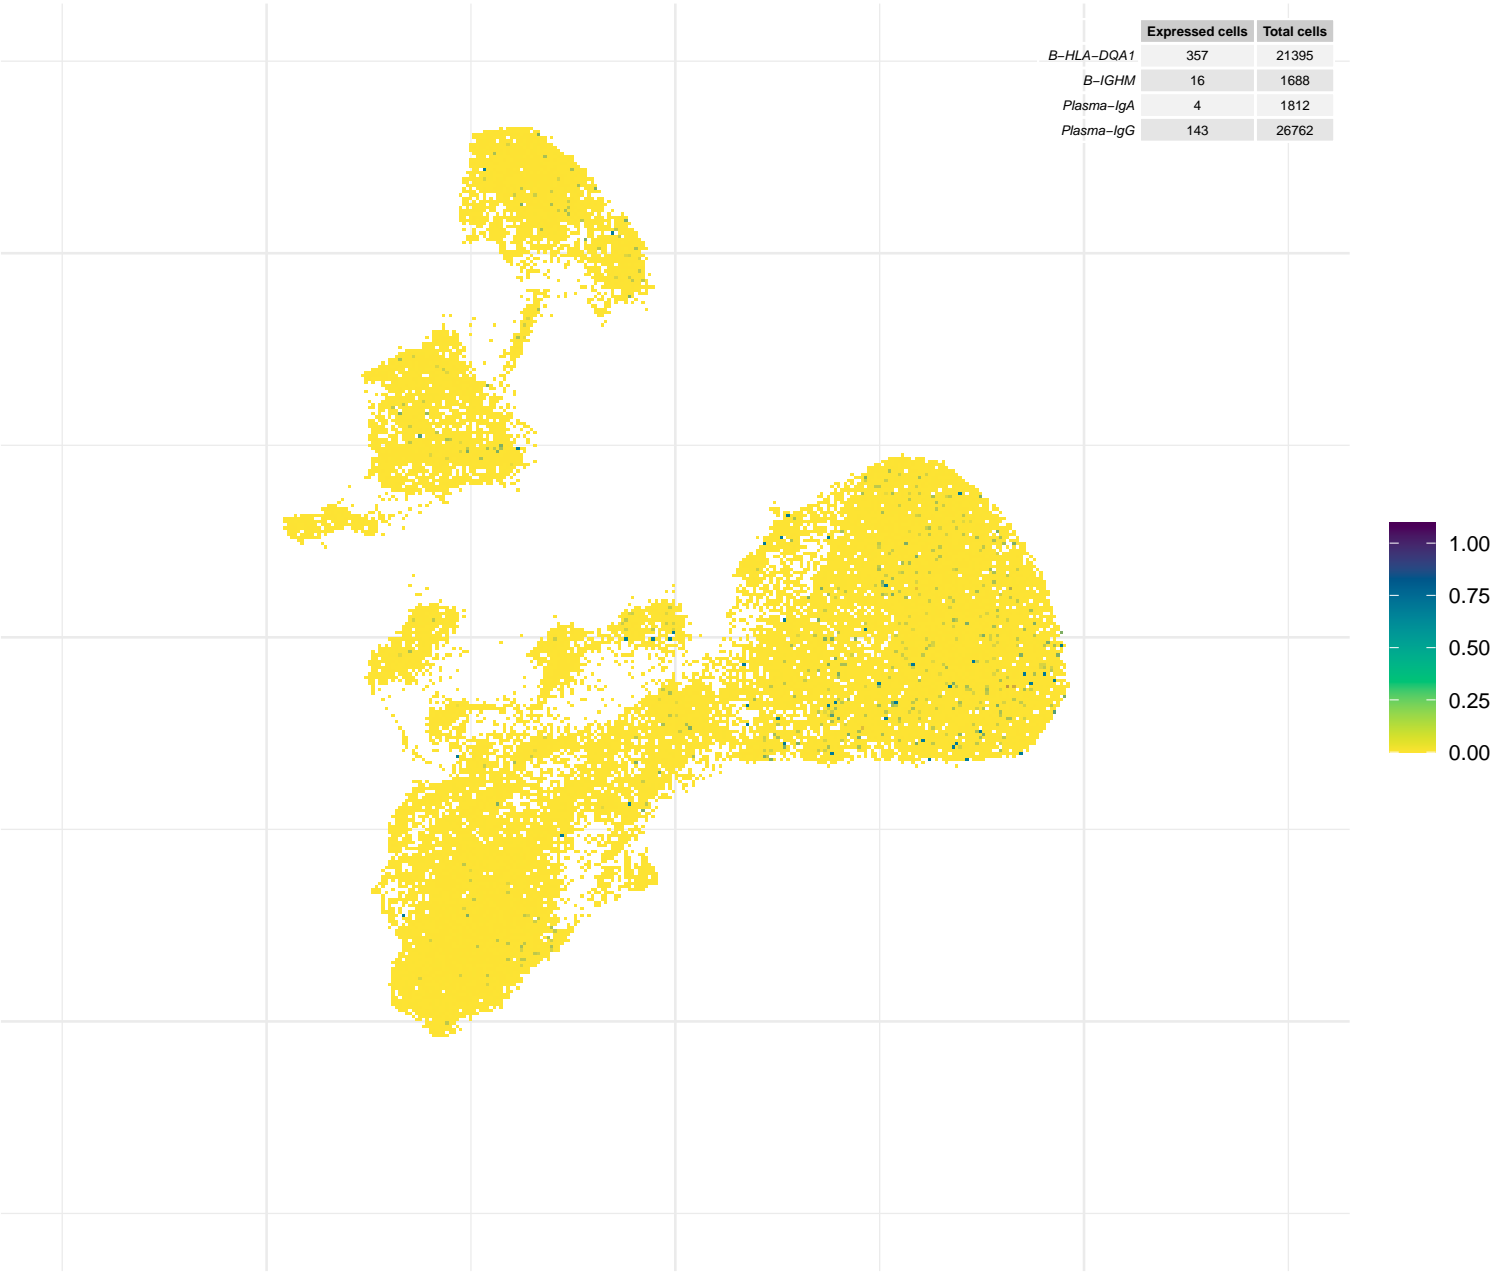 Expressed cells Total cells
B−HLA−DQA1 357 21395
B−IGHM 16 1688
Plasma−IgA 4 1812
Plasma−IgG 143 26762
1.00
0.75
0.50
0.25
0.00